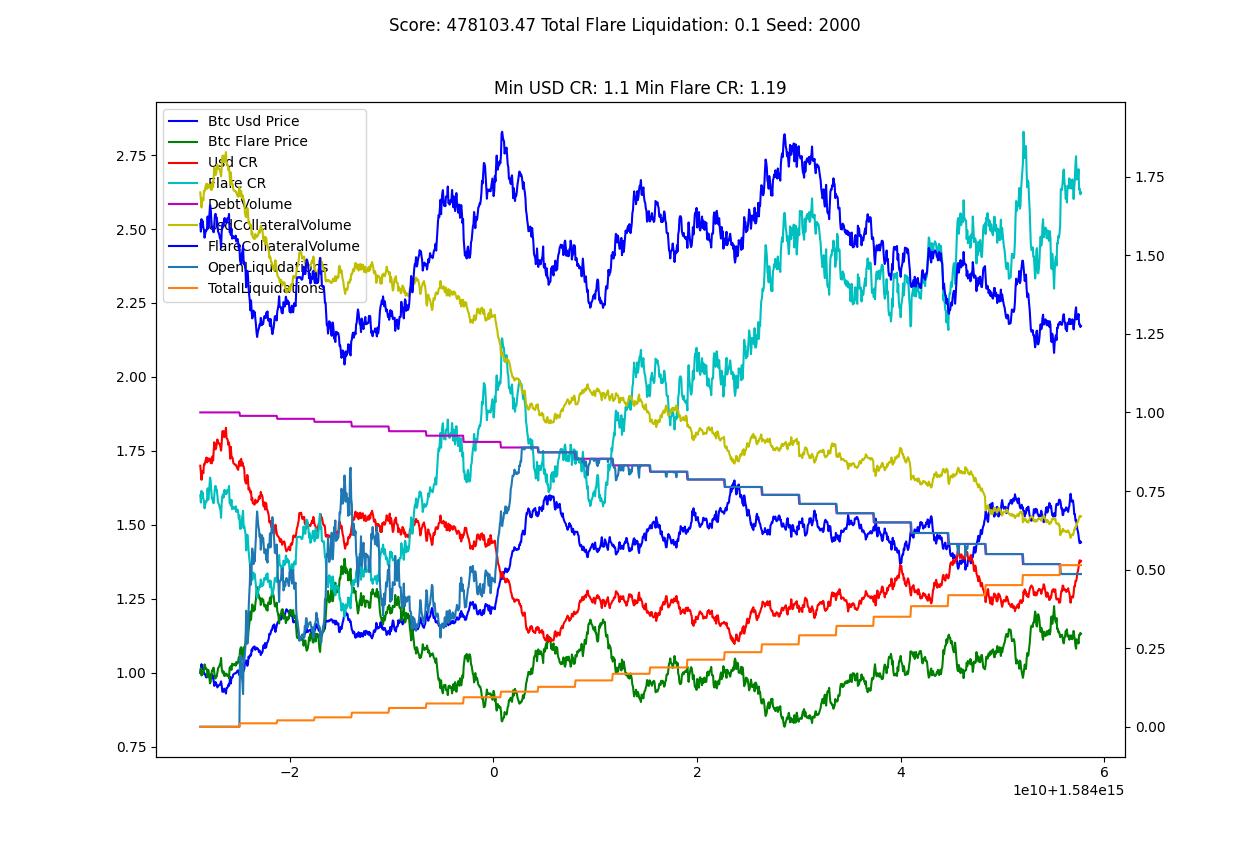 Score: 478103.47 Total Flare Liquidation: 0.1 Seed: 2000
Min USD CR: 1.1 Min Flare CR: 1.19
Btc Usd Price
Btc Flare Price
Usd CR
Flare CR
DebtVolume
UsdCollateralVolume
FlareCollateralVolume
OpenLiquidations
TotalLiquidations
2.75
2.50
2.25
2.00
1.75
1.50
1.25
1.00
0.75
1.75
1.50
1.25
1.00
0.75
0.50
0.25
0.00
−2 0 2 4 6
1e10+1.584e15